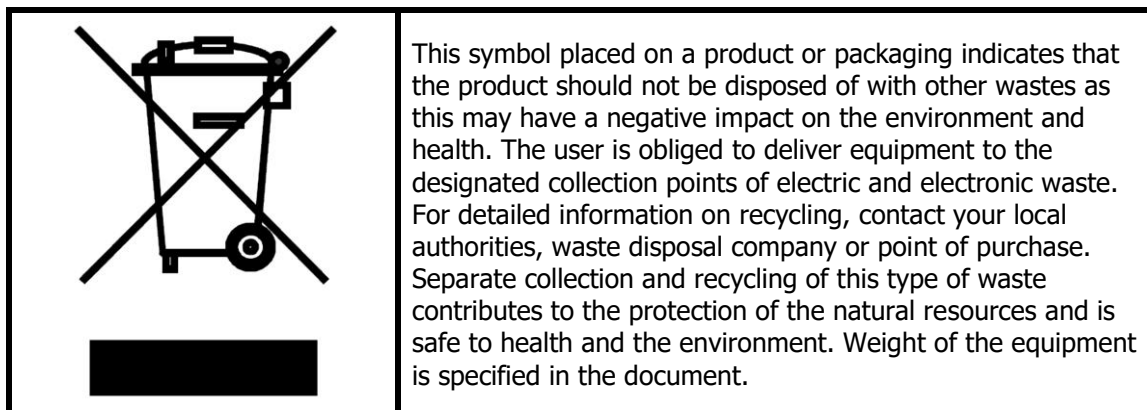 This symbol placed on a product or packaging indicates that
the product should not be disposed of with other wastes as
this may have a negative impact on the environment and
health. The user is obliged to deliver equipment to the
designated collection points of electric and electronic waste.
For detailed information on recycling, contact your local
authorities, waste disposal company or point of purchase.
Separate collection and recycling of this type of waste
contributes to the protection of the natural resources and is
safe to health and the environment. Weight of the equipment
is specified in the document.